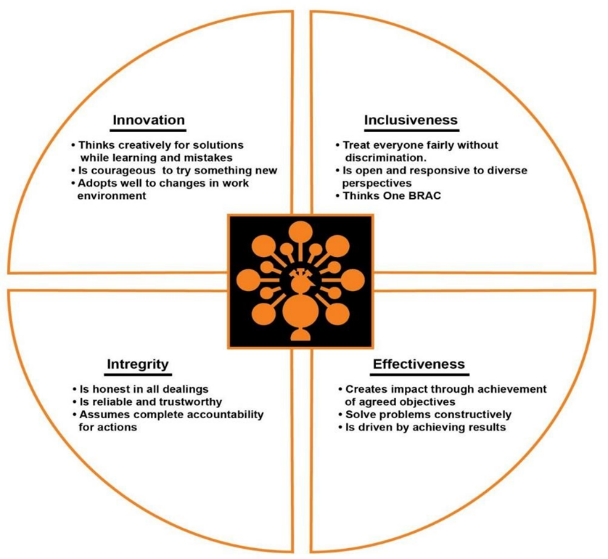 Innovation
• Thinks creatively for solutions
while learning and mistakes
• Is courageous to try something new
• Adopts well to changes in work
environment
Inclusiveness
• Treat everyone fairly without
discrimination.
• Is open and responsive to diverse
perspectives
• Thinks One BRAC
Intregrity
• Is honest in all dealings
• Is reliable and trustworthy
• Assumes complete accountability
for actions
Effectiveness
• Creates impact through achievement
of agreed objectives
• Solve problems constructively
• Is driven by achieving results